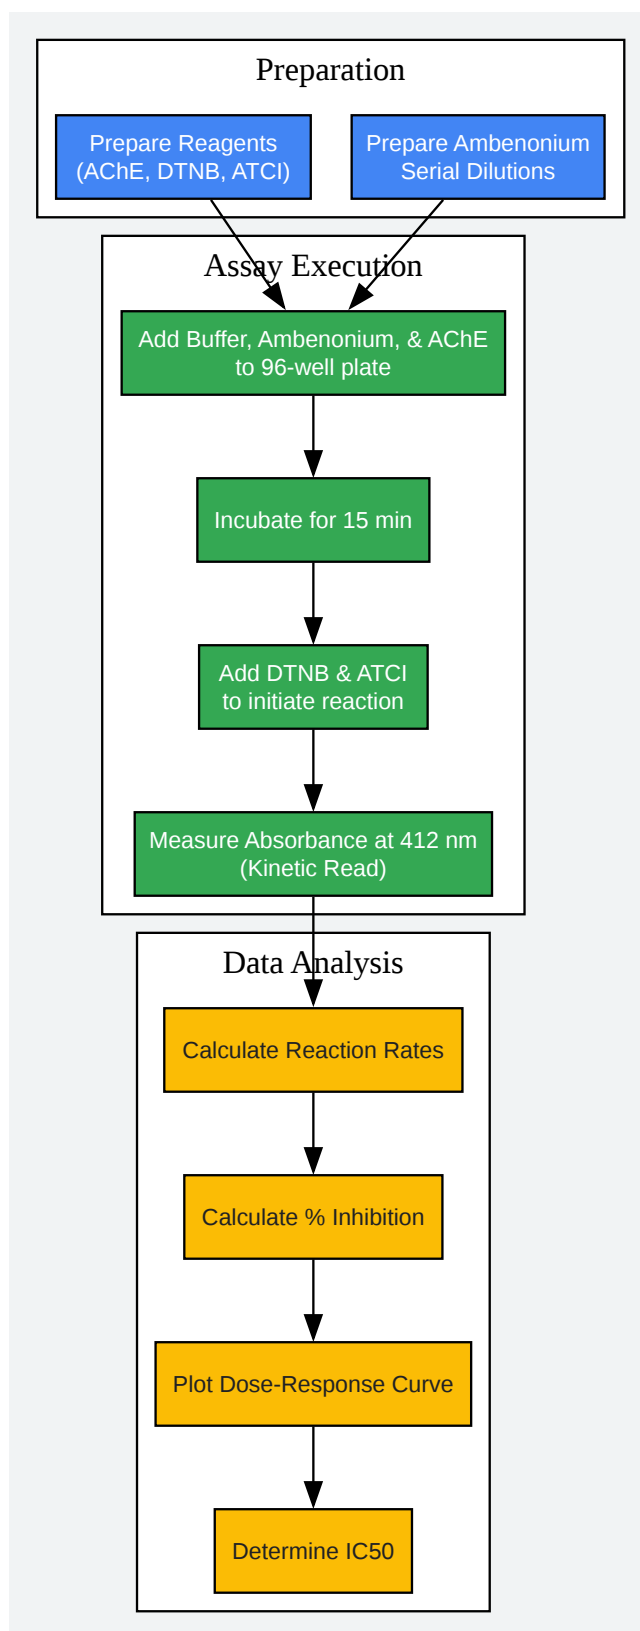 Preparation
Prepare Reagents
(AChE, DTNB, ATCI)
Prepare Ambenonium
Serial Dilutions
Assay Execution
Add Buffer, Ambenonium, & AChE
to 96-well plate
Incubate for 15 min
Add DTNB & ATCI
to initiate reaction
Measure Absorbance at 412 nm
(Kinetic Read)
Data Analysis
Calculate Reaction Rates
Calculate % Inhibition
Plot Dose-Response Curve
Determine IC50